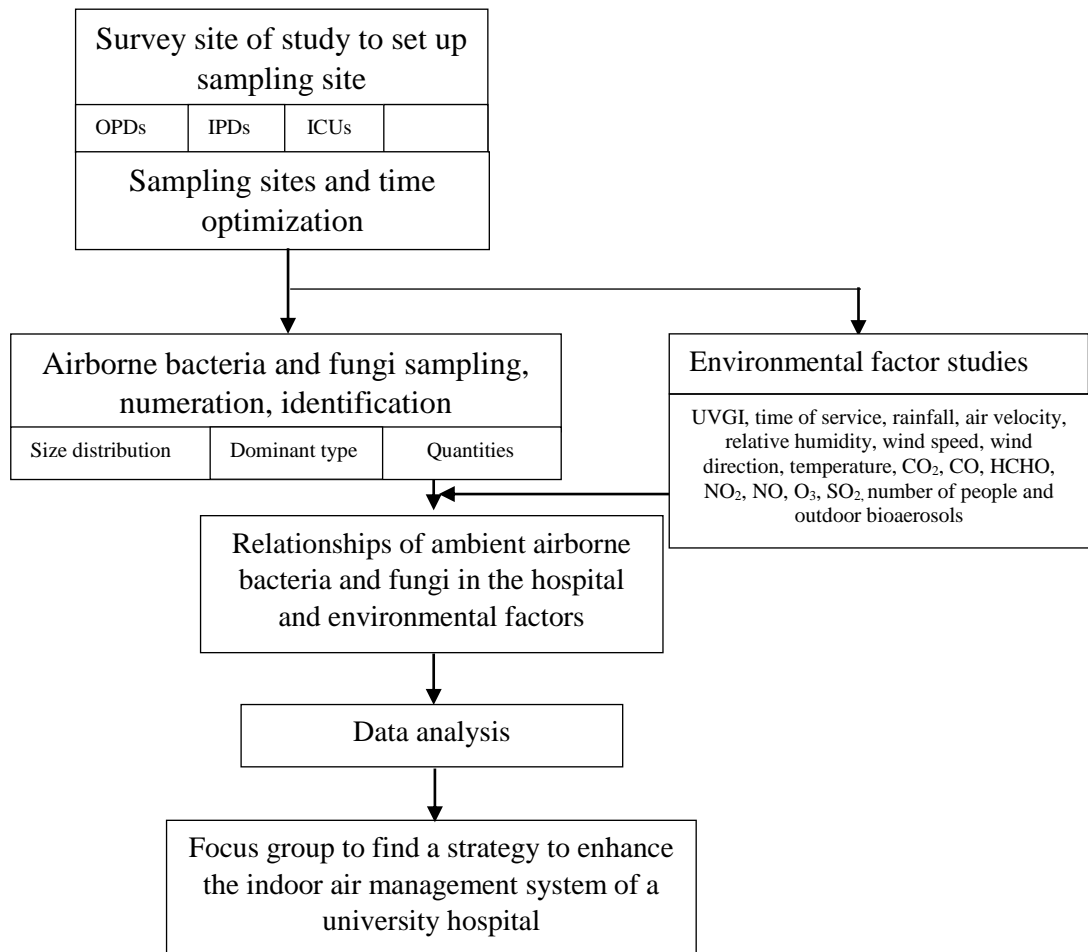 Survey site of study to set up
sampling site
OPDs IPDs ICUs
Sampling sites and time
optimization
Airborne bacteria and fungi sampling,
numeration, identification
Size distribution Dominant type Quantities
Environmental factor studies
UVGI, time of service, rainfall, air velocity,
relative humidity, wind speed, wind
direction, temperature, CO₂, CO, HCHO,
NO₂, NO, O₃, SO₂, number of people and
outdoor bioaerosols
Relationships of ambient airborne
bacteria and fungi in the hospital
and environmental factors
Data analysis
Focus group to find a strategy to enhance
the indoor air management system of a
university hospital